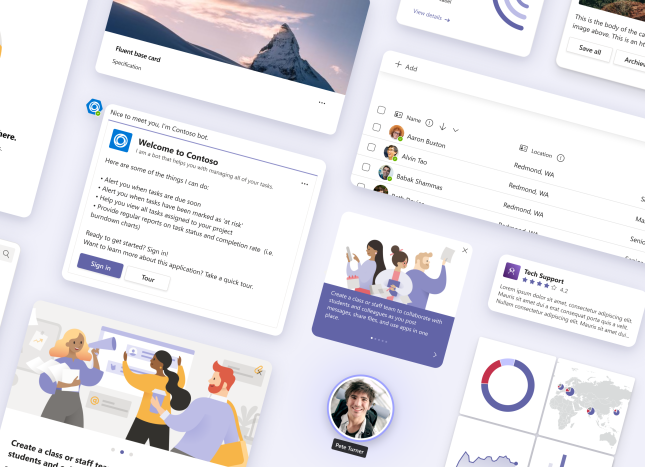 View details →
This is the body of the ca
image above. This is an ht
Save all
Archive
Fluent base card
Specification
here.
Nice to meet you, I'm Contoso bot.
Welcome to Contoso
I am a bot that helps you with managing all of your tasks.
Here are some of the things I can do:
• Alert you when tasks are due soon
• Alert you when tasks have been marked as 'at risk'
• Help you view all tasks assigned to your project
• Provide regular reports on task status and completion rate (i.e.
burndown charts)
Ready to get started? Sign in!
Want to learn more about this application? Take a quick tour.
Sign in
Tour
+ Add
Name
Location
Aaron Buxton
Redmond, WA
Alvin Tao
Redmond, WA
Ma
Babak Shammas
Redmond, WA
Senio
Redmond, WA
Senio
Create a class or staff team to collaborate with
students and colleagues as you post
messages, share files, and use apps in one
place.
Tech Support
4.2
Lorem ipsum dolor sit amet, consectetur adipiscing elit.
Mauris sit amet dui a erat consequat porta quis a velit.
Nullam consectetur adipiscing elit. Mauris sit amet dui...
Pete Turner
Create a class or staff team
students and